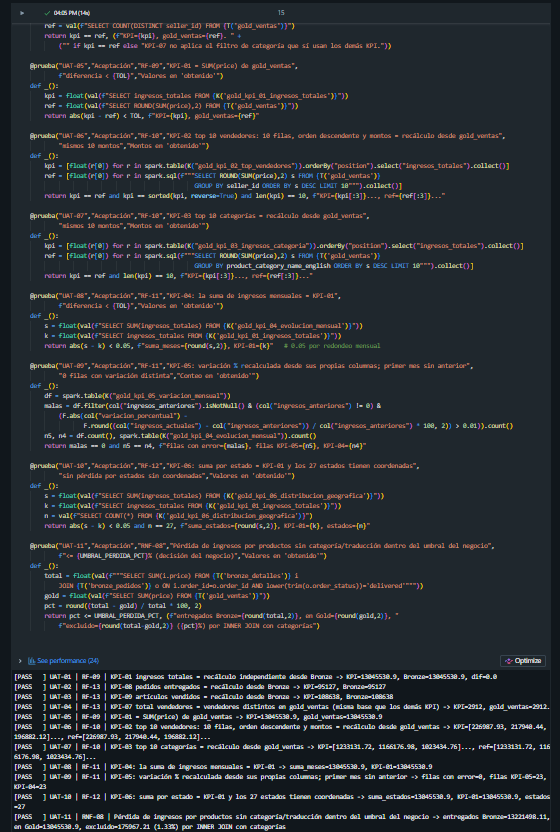 04:05 PM (14s)
15
ref = val(f"SELECT COUNT(DISTINCT seller_id) FROM {T('gold_ventas')}")
return kpi == ref, (f"KPI={kpi}, gold_ventas={ref}. " +
("" if kpi == ref else "KPI-07 no aplica el filtro de categoría que sí usan los demás KPI."))
@prueba("UAT-05","Aceptación","RF-09","KPI-01 = SUM(price) de gold_ventas",
f"diferencia < {TOL}","Valores en 'obtenido'")
def _():
kpi = float(val(f"SELECT ingresos_totales FROM {K('gold_kpi_01_ingresos_totales')}"))
ref = float(val(f"SELECT ROUND(SUM(price),2) FROM {T('gold_ventas')}"))
return abs(kpi - ref) < TOL, f"KPI={kpi}, gold_ventas={ref}"
@prueba("UAT-06","Aceptación","RF-10","KPI-02 top 10 vendedores: 10 filas, orden descendente y montos = recálculo desde gold_ventas",
"mismos 10 montos","Montos en 'obtenido'")
def _():
kpi = [float(r[0]) for r in spark.table(K("gold_kpi_02_top_vendedores")).orderBy("position").select("ingresos_totales").collect()]
ref = [float(r[0]) for r in spark.sql(f"""SELECT ROUND(SUM(price),2) s FROM {T('gold_ventas')}
GROUP BY seller_id ORDER BY s DESC LIMIT 10""").collect()]
return kpi == ref and kpi == sorted(kpi, reverse=True) and len(kpi) == 10, f"KPI={kpi[:3]}..., ref={ref[:3]}..."
@prueba("UAT-07","Aceptación","RF-10","KPI-03 top 10 categorías = recálculo desde gold_ventas",
"mismos 10 montos","Montos en 'obtenido'")
def _():
kpi = [float(r[0]) for r in spark.table(K("gold_kpi_03_ingresos_categoria")).orderBy("position").select("ingresos_totales").collect()]
ref = [float(r[0]) for r in spark.sql(f"""SELECT ROUND(SUM(price),2) s FROM {T('gold_ventas')}
GROUP BY product_category_name_english ORDER BY s DESC LIMIT 10""").collect()]
return kpi == ref and len(kpi) == 10, f"KPI={kpi[:3]}..., ref={ref[:3]}..."
@prueba("UAT-08","Aceptación","RF-11","KPI-04: la suma de ingresos mensuales = KPI-01",
f"diferencia < {TOL}","Valores en 'obtenido'")
def _():
s = float(val(f"SELECT SUM(ingresos_totales) FROM {K('gold_kpi_04_evolucion_mensual')}"))
k = float(val(f"SELECT ingresos_totales FROM {K('gold_kpi_01_ingresos_totales')}"))
return abs(s - k) < 0.05, f"suma_meses={round(s,2)}, KPI-01={k}" # 0.05 por redondeo mensual
@prueba("UAT-09","Aceptación","RF-11","KPI-05: variación % recalculada desde sus propias columnas; primer mes sin anterior",
"0 filas con variación distinta","Conteo en 'obtenido'")
def _():
df = spark.table(K("gold_kpi_05_variacion_mensual"))
malas = df.filter(col("ingresos_anteriores").isNotNull() & (col("ingresos_anteriores") != 0) &
(F.abs(col("variacion_porcentual") -
F.round((col("ingresos_actuales") - col("ingresos_anteriores")) / col("ingresos_anteriores") * 100, 2)) > 0.01)).count()
n5, n4 = df.count(), spark.table(K("gold_kpi_04_evolucion_mensual")).count()
return malas == 0 and n5 == n4, f"filas con error={malas}, filas KPI-05={n5}, KPI-04={n4}"
@prueba("UAT-10","Aceptación","RF-12","KPI-06: suma por estado = KPI-01 y los 27 estados tienen coordenadas",
"sin pérdida por estados sin coordenadas","Valores en 'obtenido'")
def _():
s = float(val(f"SELECT SUM(ingresos_totales) FROM {K('gold_kpi_06_distribucion_geografica')}"))
k = float(val(f"SELECT ingresos_totales FROM {K('gold_kpi_01_ingresos_totales')}"))
n = val(f"SELECT COUNT(*) FROM {K('gold_kpi_06_distribucion_geografica')}")
return abs(s - k) < 0.05 and n == 27, f"suma_estados={round(s,2)}, KPI-01={k}, estados={n}"
@prueba("UAT-11","Aceptación","RNF-08","Pérdida de ingresos por productos sin categoría/traducción dentro del umbral del negocio",
f"<= {UMBRAL_PERDIDA_PCT}% (decisión del negocio)","Valores en 'obtenido'")
def _():
total = float(val(f"""SELECT SUM(i.price) FROM {T('bronze_detalles')} i
JOIN {T('bronze_pedidos')} o ON i.order_id=o.order_id AND lower(trim(o.order_status))='delivered'"""))
gold = float(val(f"SELECT SUM(price) FROM {T('gold_ventas')}"))
pct = round((total - gold) / total * 100, 2)
return pct <= UMBRAL_PERDIDA_PCT, (f"entregados Bronze={round(total,2)}, en Gold={round(gold,2)}, "
f"excluido={round(total-gold,2)} ({pct}%) por INNER JOIN con categorías")
See performance (24)
Optimize
[PASS ] UAT-01 | RF-09 | KPI-01 ingresos totales = recálculo independiente desde Bronze -> KPI=13045530.9, Bronze=13045530.9, dif=0.0
[PASS ] UAT-02 | RF-13 | KPI-08 pedidos entregados = recálculo desde Bronze -> KPI=95127, Bronze=95127
[PASS ] UAT-03 | RF-13 | KPI-09 artículos vendidos = recálculo desde Bronze -> KPI=108638, Bronze=108638
[PASS ] UAT-04 | RF-13 | KPI-07 total vendedores = vendedores distintos en gold_ventas (misma base que los demás KPI) -> KPI=2912, gold_ventas=2912.
[PASS ] UAT-05 | RF-09 | KPI-01 = SUM(price) de gold_ventas -> KPI=13045530.9, gold_ventas=13045530.9
[PASS ] UAT-06 | RF-10 | KPI-02 top 10 vendedores: 10 filas, orden descendente y montos = recálculo desde gold_ventas -> KPI=[226987.93, 217940.44,
196882.12]..., ref=[226987.93, 217940.44, 196882.12]...
[PASS ] UAT-07 | RF-10 | KPI-03 top 10 categorías = recálculo desde gold_ventas -> KPI=[1233131.72, 1166176.98, 1023434.76]..., ref=[1233131.72, 116
6176.98, 1023434.76]...
[PASS ] UAT-08 | RF-11 | KPI-04: la suma de ingresos mensuales = KPI-01 -> suma_meses=13045530.9, KPI-01=13045530.9
[PASS ] UAT-09 | RF-11 | KPI-05: variación % recalculada desde sus propias columnas; primer mes sin anterior -> filas con error=0, filas KPI-05=23,
KPI-04=23
[PASS ] UAT-10 | RF-12 | KPI-06: suma por estado = KPI-01 y los 27 estados tienen coordenadas -> suma_estados=13045530.9, KPI-01=13045530.9, estados
=27
[PASS ] UAT-11 | RNF-08 | Pérdida de ingresos por productos sin categoría/traducción dentro del umbral del negocio -> entregados Bronze=13221498.11,
en Gold=13045530.9, excluido=175967.21 (1.33%) por INNER JOIN con categorías